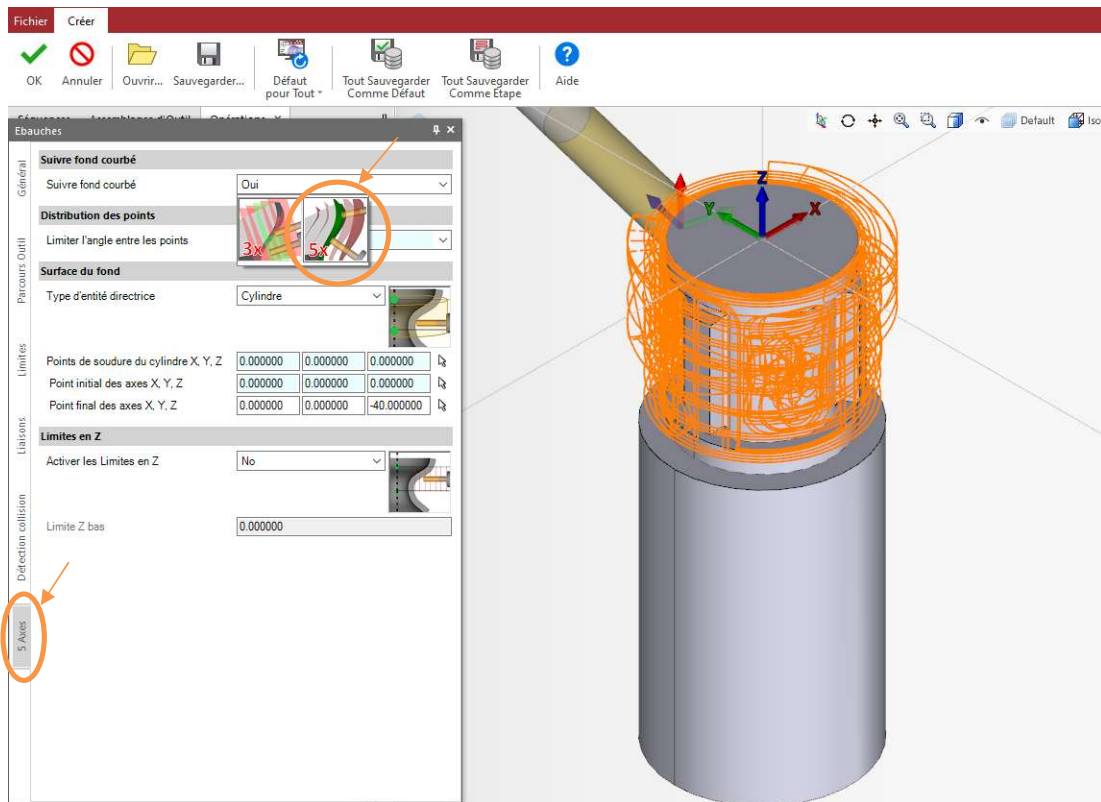 Fichier Créer
OK Annuler Ouvrir... Sauvegarder... Défaut pour Tout Tout Sauvegarder Comme Défaut Tout Sauvegarder Comme Etape Aide
Ebauches
Default Iso
Général
Parcours Outil
Limites
Liaisons
Détection collision
5 Axes
Suivre fond courbé
Suivre fond courbé Oui
3x 5x
Distribution des points
Limiter l'angle entre les points
Surface du fond
Type d'entité directrice Cylindre
Points de soudure du cylindre X, Y, Z 0.000000 0.000000 0.000000
Point initial des axes X, Y, Z 0.000000 0.000000 0.000000
Point final des axes X, Y, Z 0.000000 0.000000 -40.000000
Limites en Z
Activer les Limites en Z No
Limite Z bas 0.000000
Z
Y X